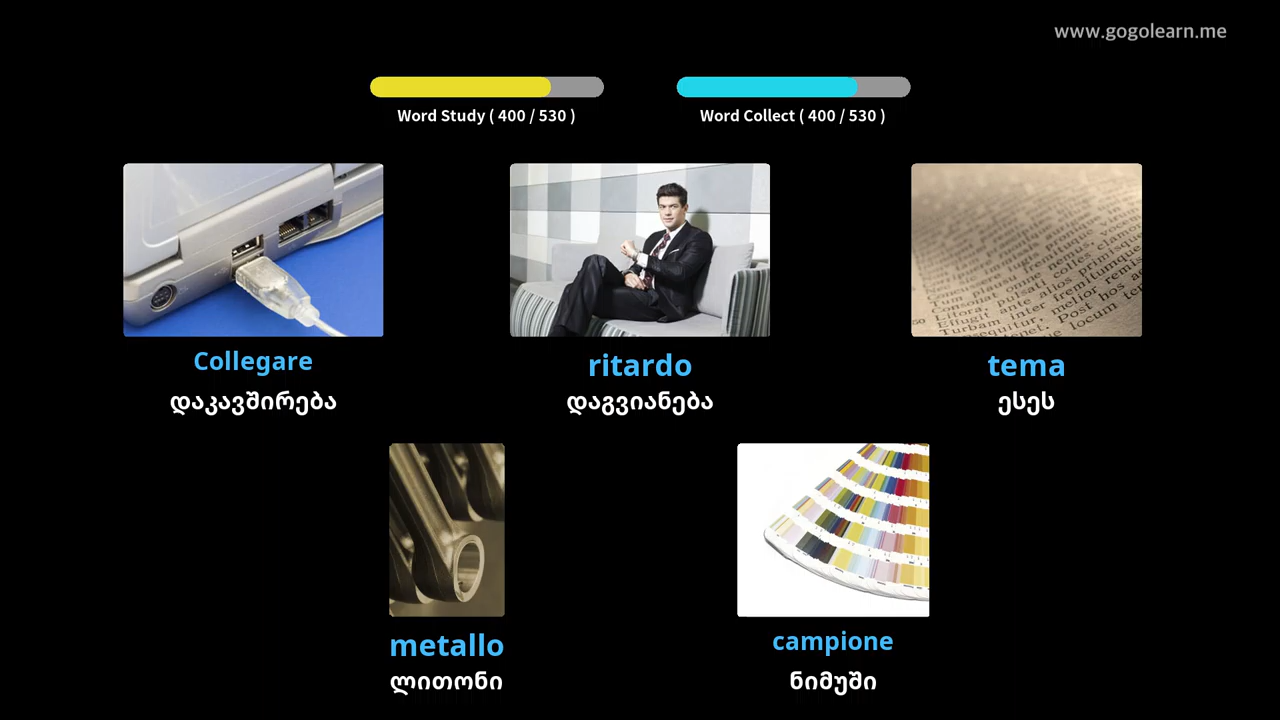 www.gogolearn.me
Word Study ( 400 / 530 )
Word Collect ( 400 / 530 )
Collegare
დაკავშირება
ritardo
დაგვიანება
tema
ესეს
metallo
ლითონი
campione
ნიმუში